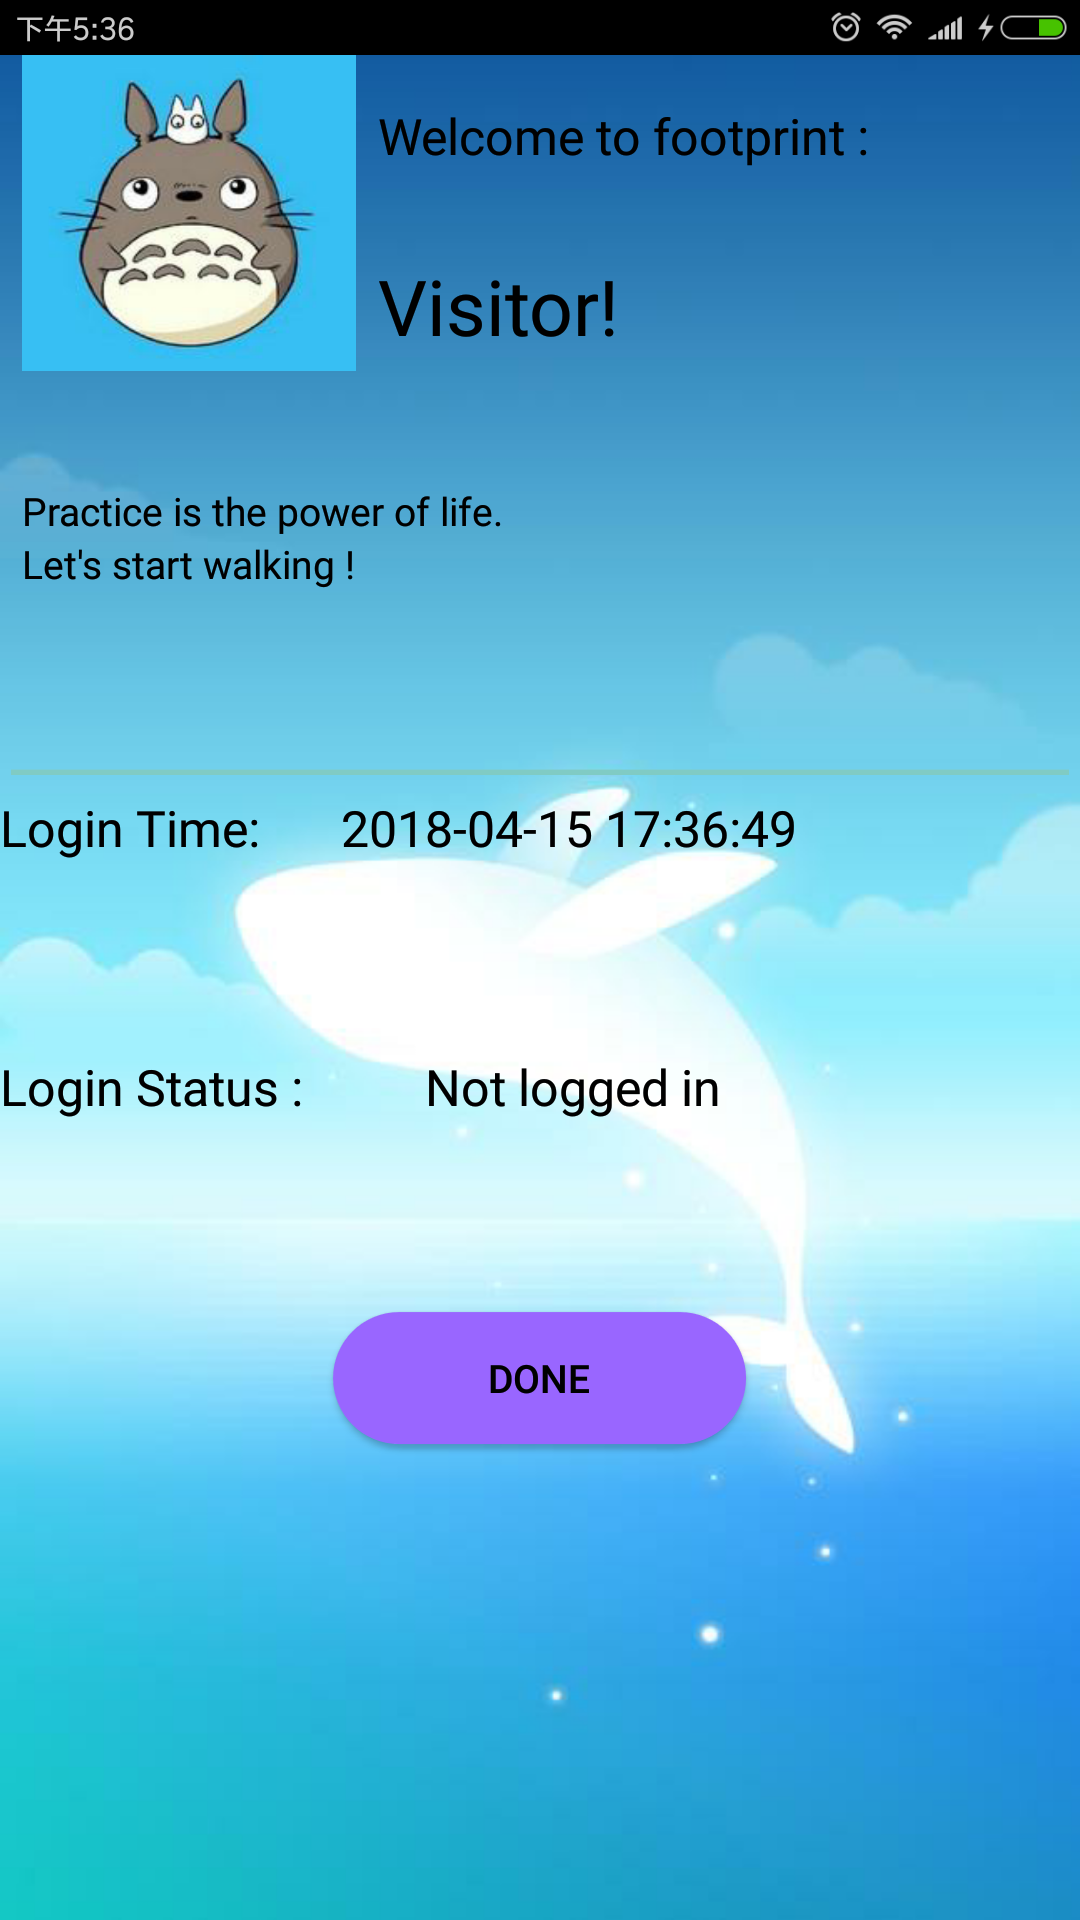 下午5:36
Welcome to footprint :
Visitor!
Practice is the power of life.
Let's start walking !
Login Time: 2018-04-15 17:36:49
Login Status : Not logged in
DONE